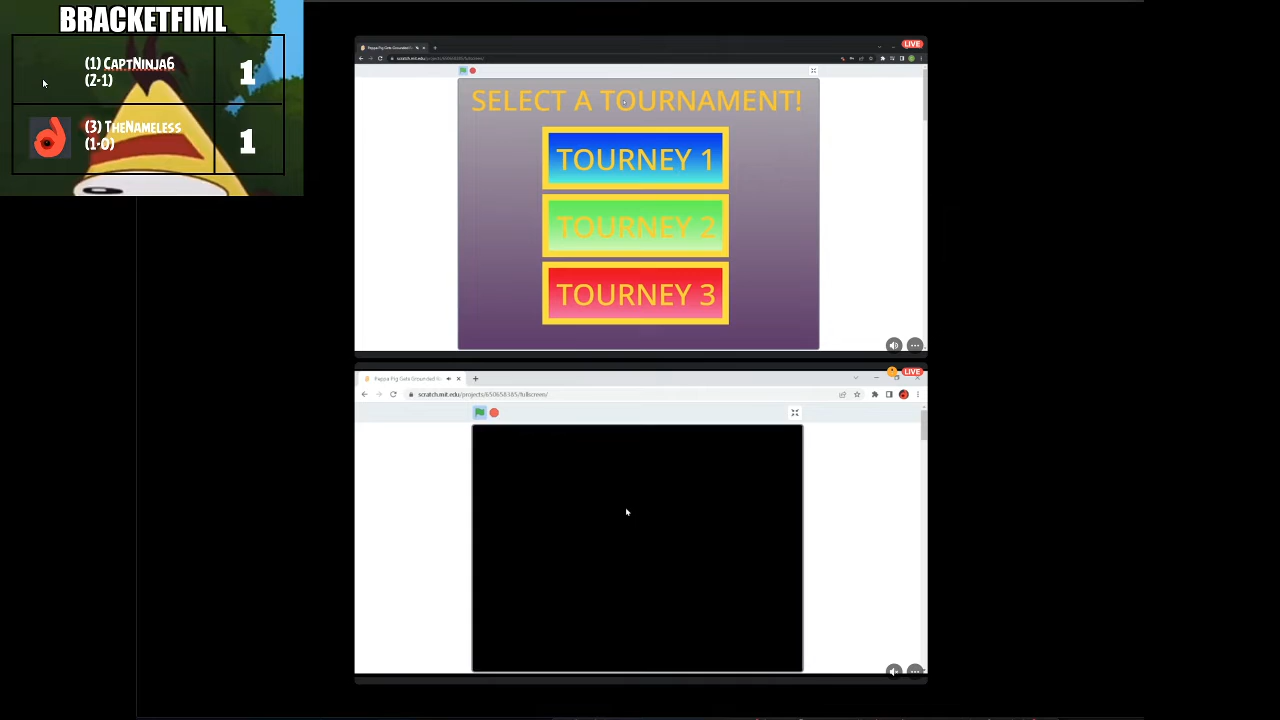 BRACKETFIML
(1) CAPTNINJA6
(2-1)
1
(3) THENAMELESS
(1-0)
1
LIVE
SELECT A TOURNAMENT!
TOURNEY 1
TOURNEY 2
TOURNEY 3
LIVE
scratch.mit.edu/projects/650658385/fullscreen/